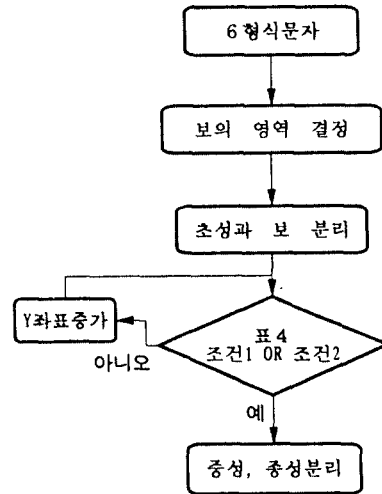 6형식문자
보의 영역 결정
초성과 보 분리
Y좌표증가
표4
조건1 OR 조건2
아니오
예
중성, 종성분리